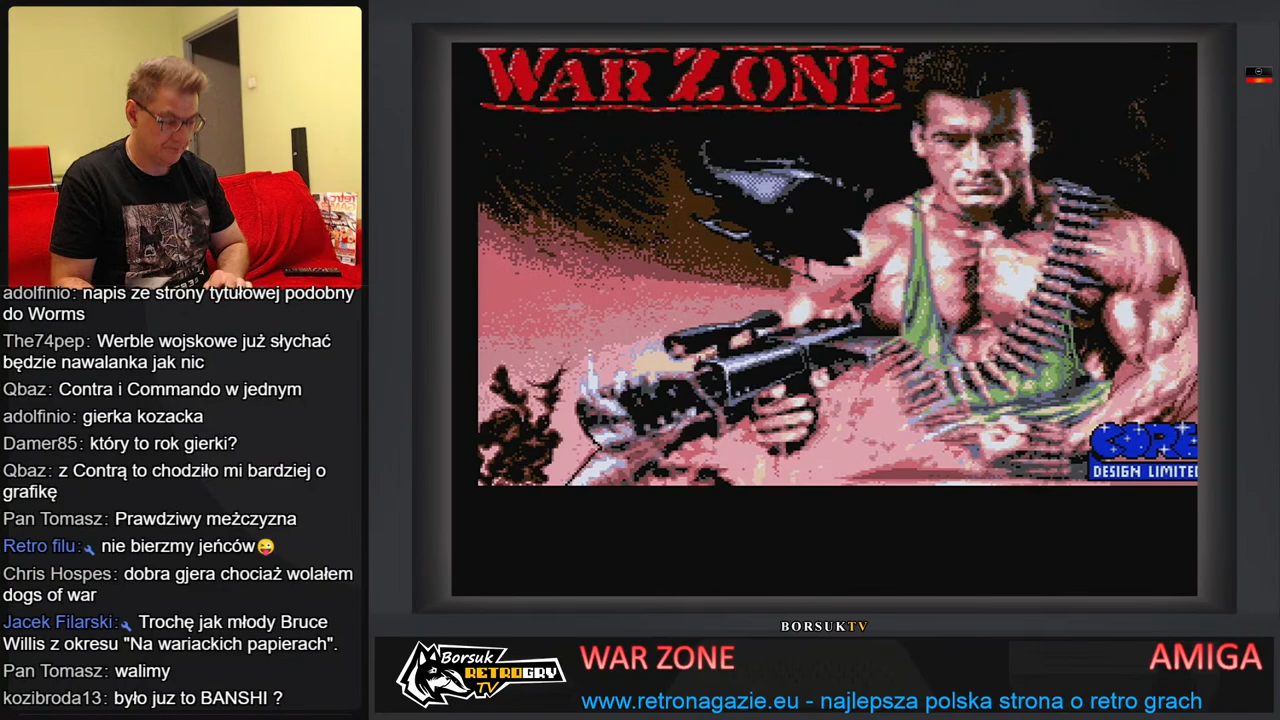 WAR ZONE
CORE
DESIGN LIMITED
adolfinio: napis ze strony tytułowej podobny
do Worms
The74pep: Werble wojskowe już słychać
będzie nawalanka jak nic
Qbaz: Contra i Commando w jednym
adolfinio: gierka kozacka
Damer85: który to rok gierki?
Qbaz: z Contrą to chodziło mi bardziej o
grafikę
Pan Tomasz: Prawdziwy meżczyzna
Retro filu: nie bierzmy jeńców😜
Chris Hospes: dobra gjera chociaż wolałem
dogs of war
Jacek Filarski: Trochę jak młody Bruce
Willis z okresu "Na wariackich papierach".
Pan Tomasz: walimy
kozibroda13: było juz to BANSHI ?
BORSUKTV
Borsuk
RETROGRY
TV
WAR ZONE
AMIGA
www.retronagazie.eu - najlepsza polska strona o retro grach